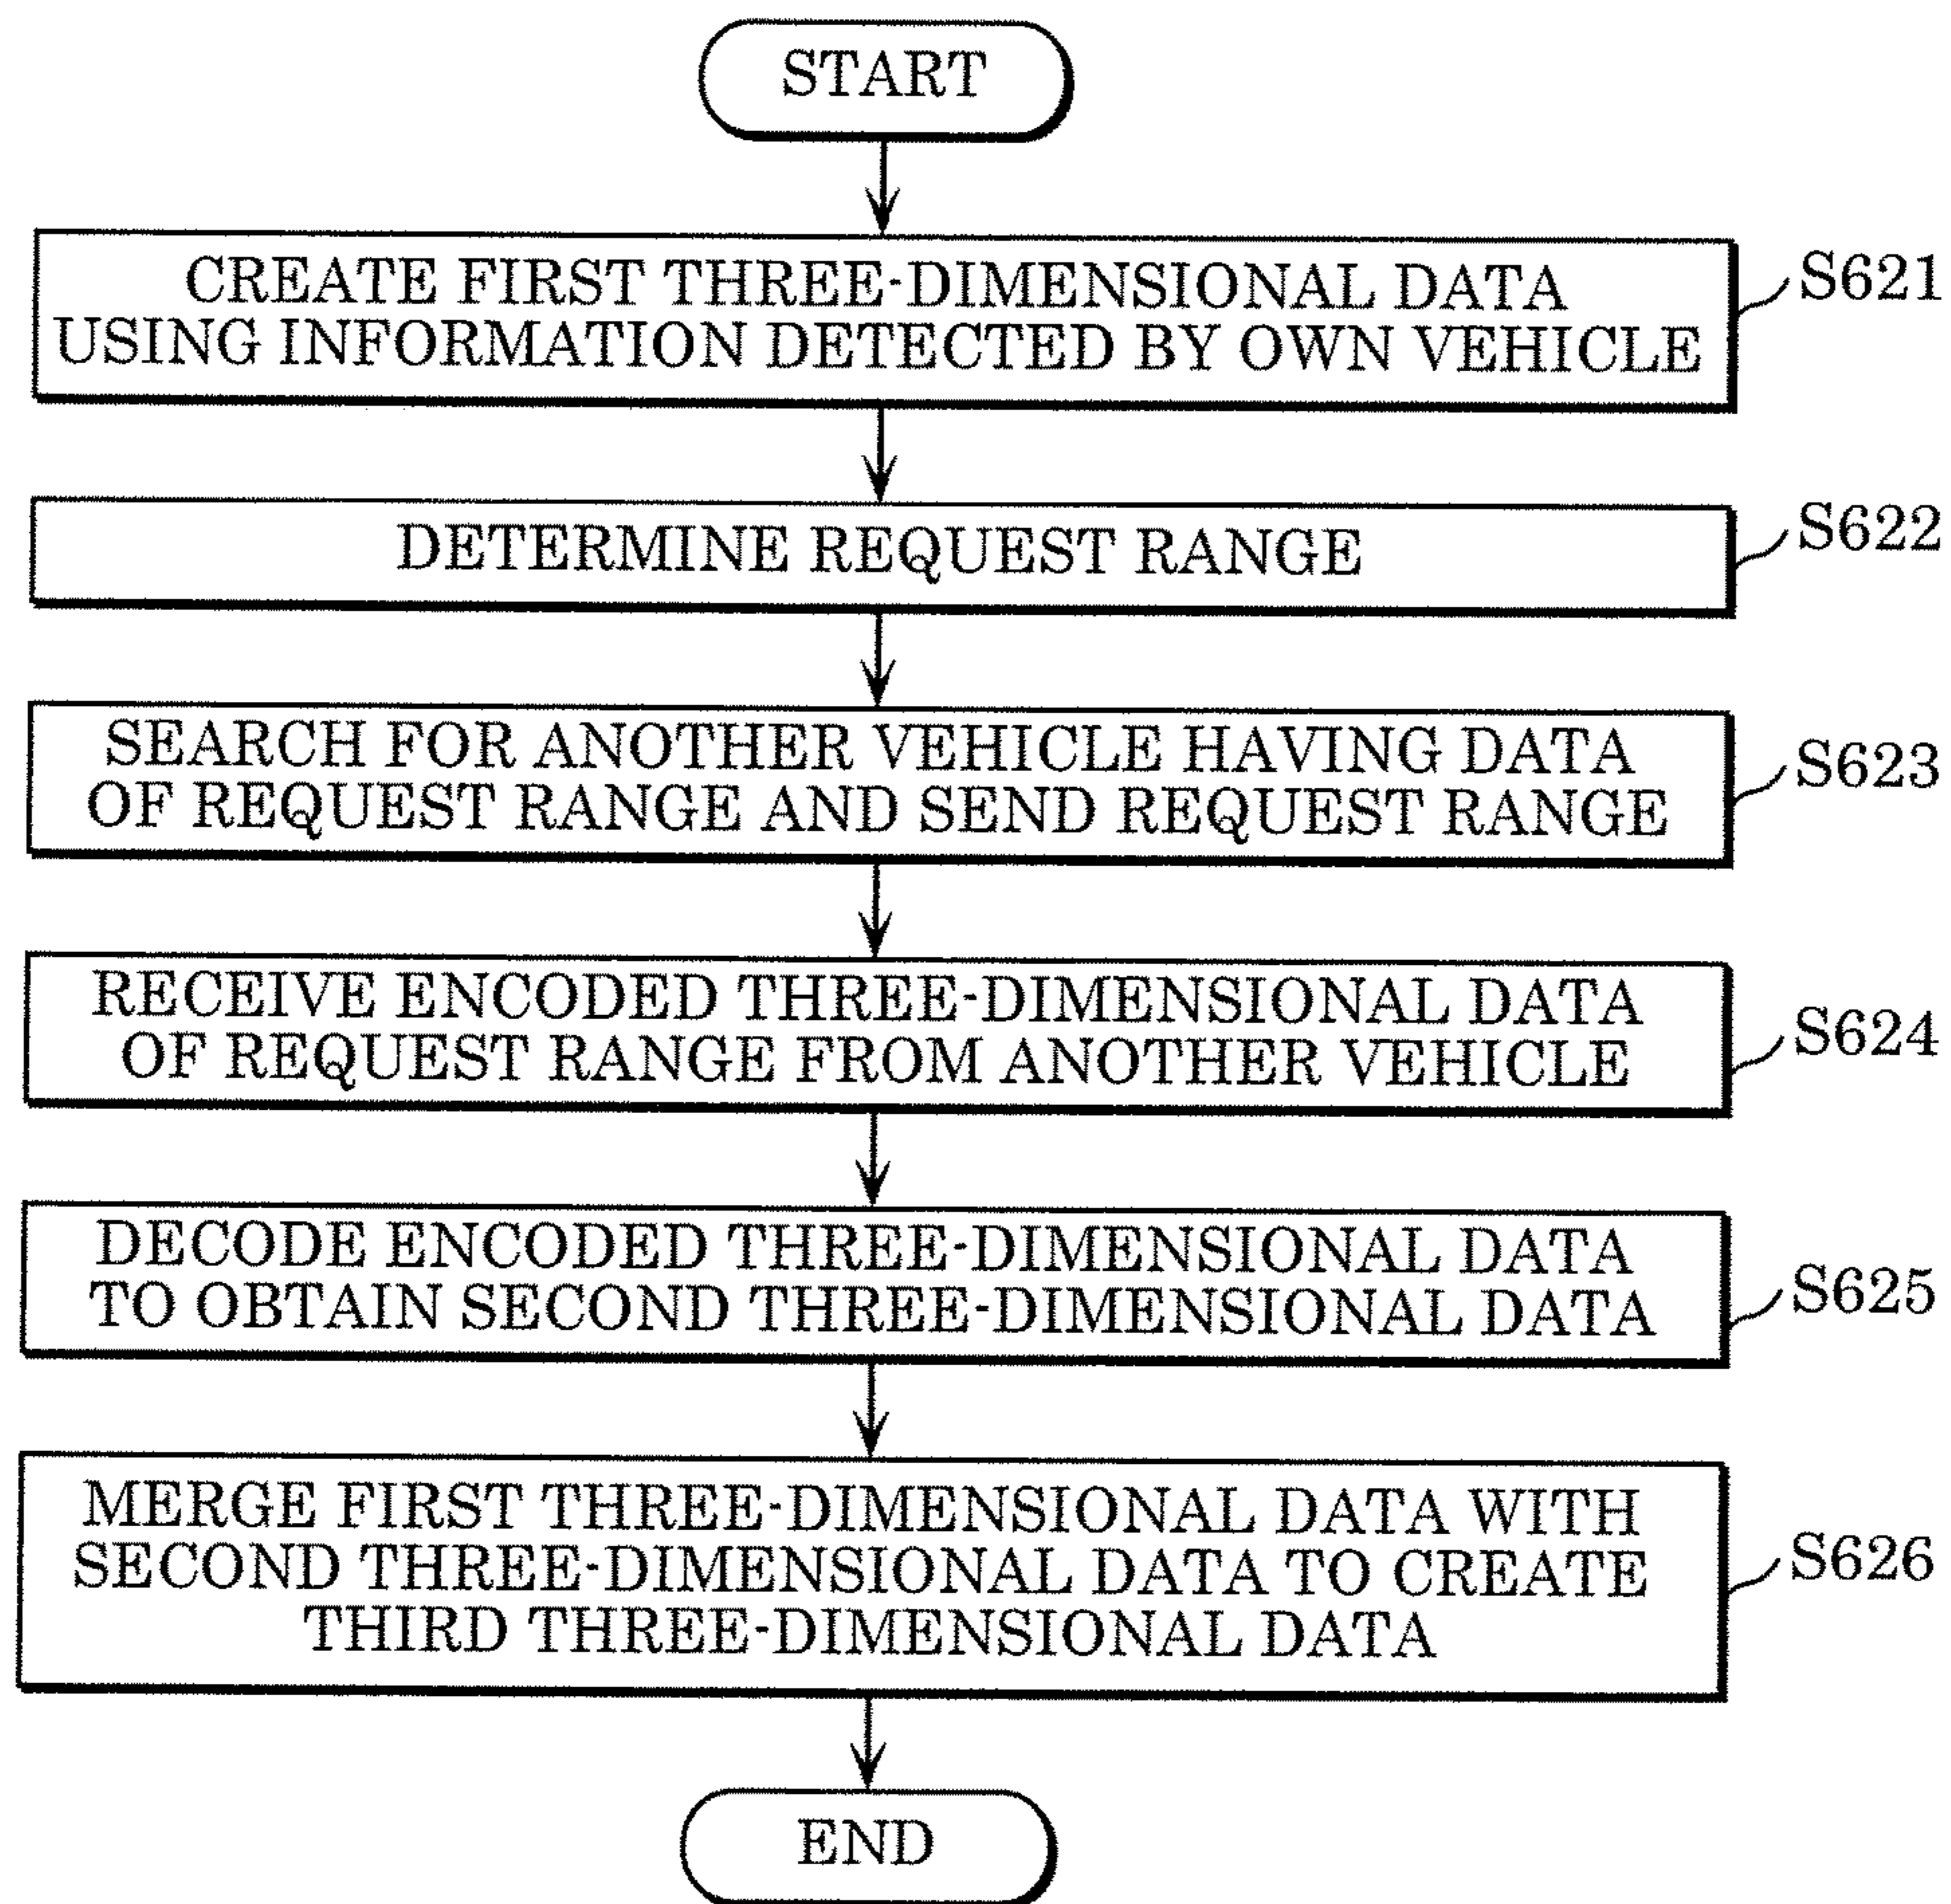 START
CREATE FIRST THREE-DIMENSIONAL DATA
USING INFORMATION DETECTED BY OWN VEHICLE
S621
DETERMINE REQUEST RANGE
S622
SEARCH FOR ANOTHER VEHICLE HAVING DATA
OF REQUEST RANGE AND SEND REQUEST RANGE
S623
RECEIVE ENCODED THREE-DIMENSIONAL DATA
OF REQUEST RANGE FROM ANOTHER VEHICLE
S624
DECODE ENCODED THREE-DIMENSIONAL DATA
TO OBTAIN SECOND THREE-DIMENSIONAL DATA
S625
MERGE FIRST THREE-DIMENSIONAL DATA WITH
SECOND THREE-DIMENSIONAL DATA TO CREATE
THIRD THREE-DIMENSIONAL DATA
S626
END